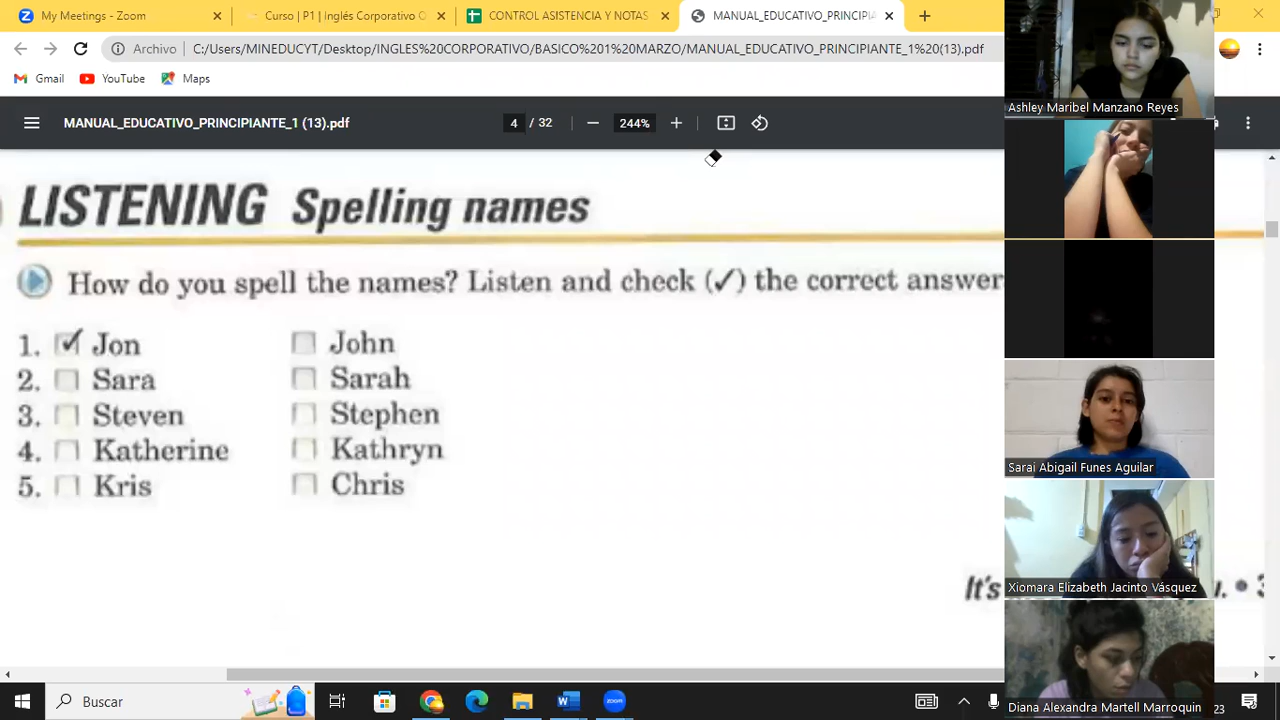 My Meetings - Zoom
Curso | P1 | Inglés Corporativo O
CONTROL ASISTENCIA Y NOTAS
MANUAL_EDUCATIVO_PRINCIPIA
Archivo C:/Users/MINEDUCYT/Desktop/INGLES%20CORPORATIVO/BASICO%201%20MARZO/MANUAL_EDUCATIVO_PRINCIPIANTE_1%20(13).pdf
Gmail YouTube Maps
MANUAL_EDUCATIVO_PRINCIPIANTE_1 (13).pdf
4 / 32
244%
LISTENING Spelling names
How do you spell the names? Listen and check (✓) the correct answer
1. ✓ Jon John
2. Sara Sarah
3. Steven Stephen
4. Katherine Kathryn
5. Kris Chris
It's
Ashley Maribel Manzano Reyes
Sarai Abigail Funes Aguilar
Xiomara Elizabeth Jacinto Vásquez
Diana Alexandra Martell Marroquin
Buscar
23